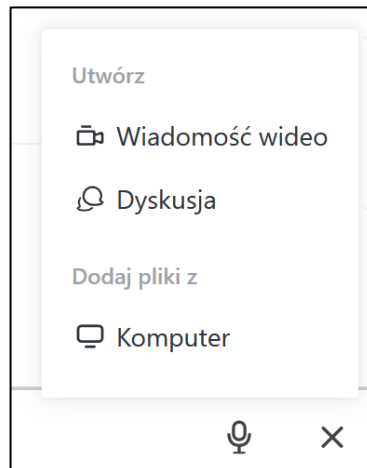 Utwórz
Wiadomość wideo
Dyskusja
Dodaj pliki z
Komputer